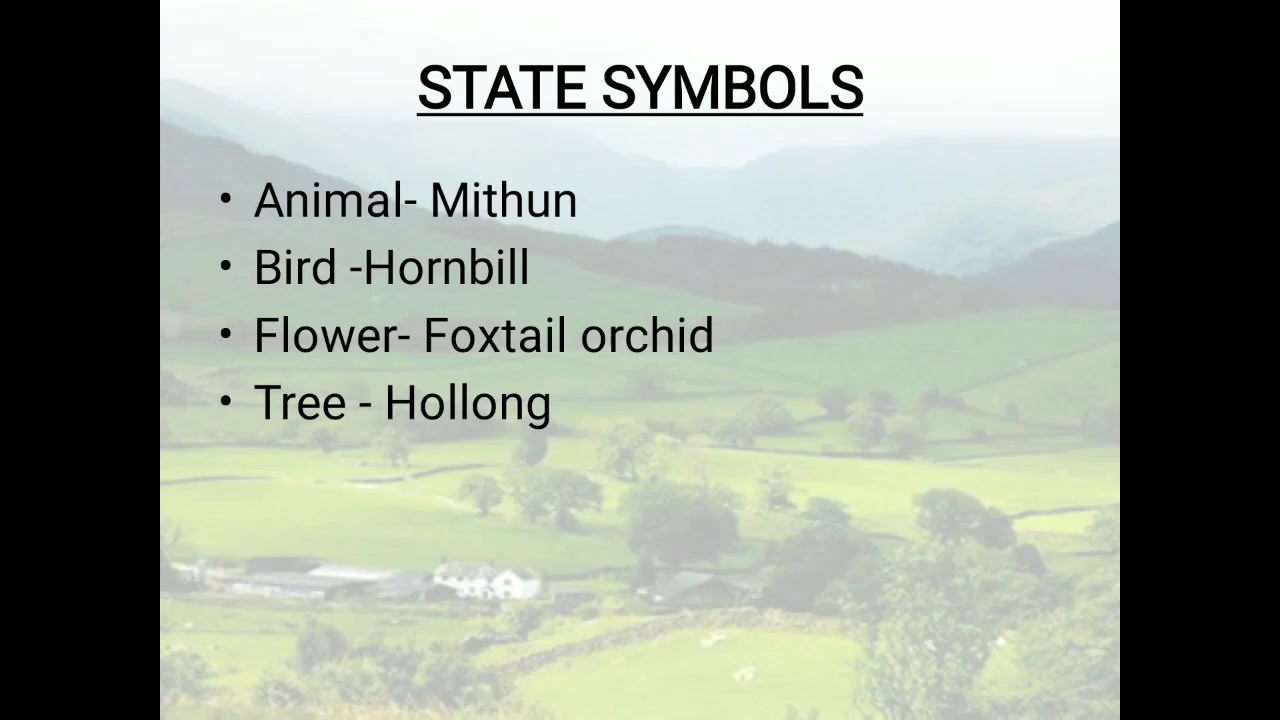 STATE SYMBOLS
• Animal- Mithun
• Bird -Hornbill
• Flower- Foxtail orchid
• Tree - Hollong